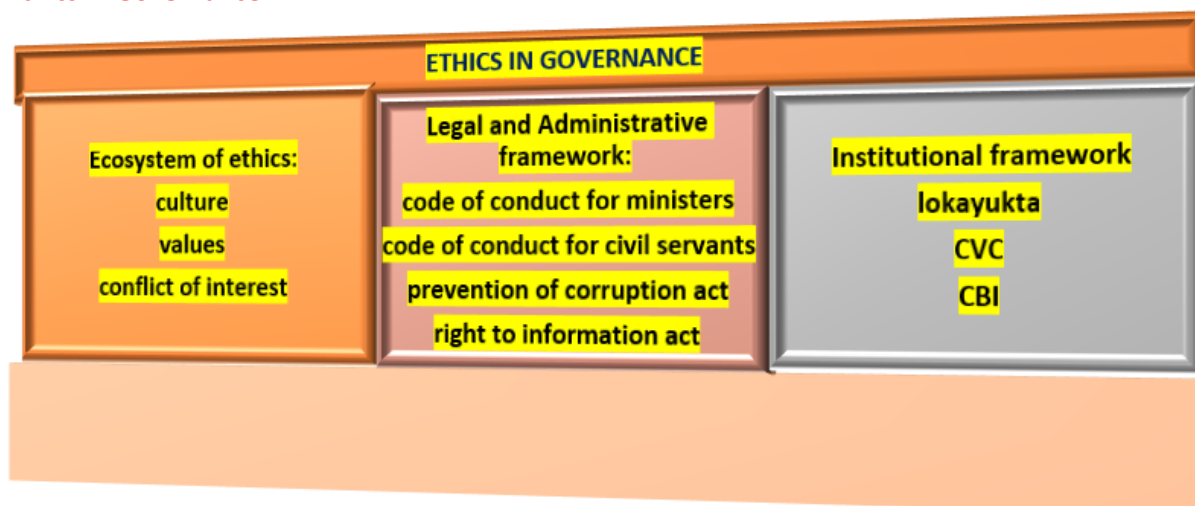 ETHICS IN GOVERNANCE
Ecosystem of ethics:
culture
values
conflict of interest
Legal and Administrative
framework:
code of conduct for ministers
code of conduct for civil servants
prevention of corruption act
right to information act
Institutional framework
lokayukta
CVC
CBI